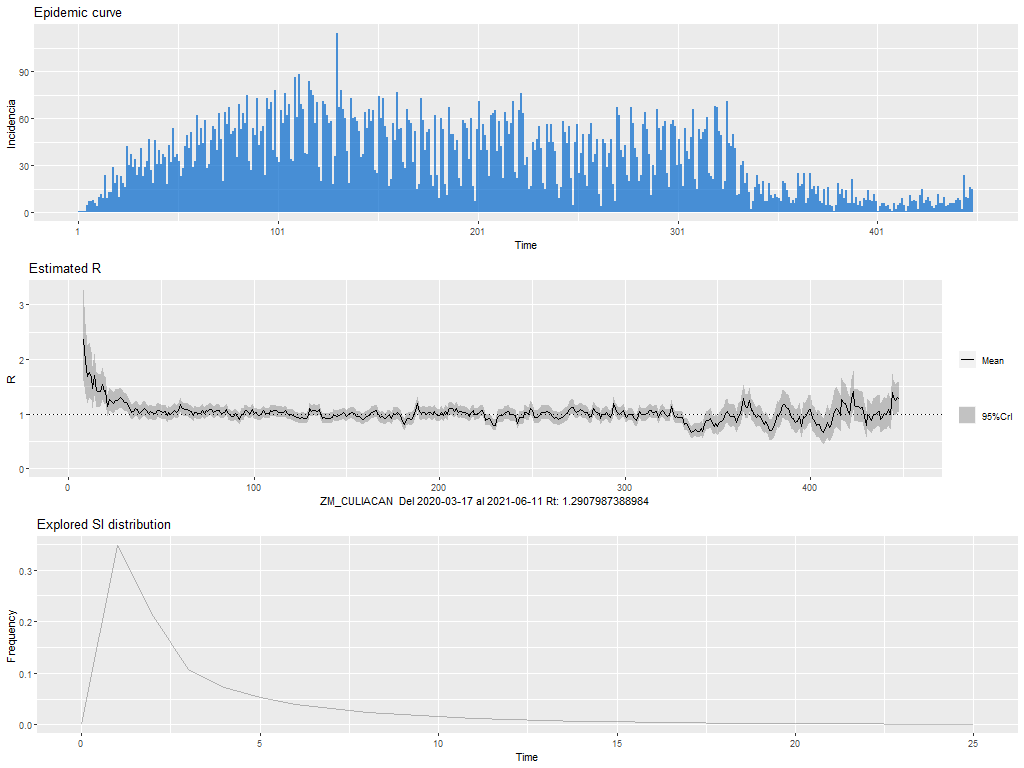 Epidemic curve
Incidencia
90
60
30
0
1
101
201
301
401
Time
Estimated R
R
3
2
1
0
0
100
200
300
400
Mean
95%CrI
ZM_CULIACAN Del 2020-03-17 al 2021-06-11 Rt: 1.2907987388984
Explored SI distribution
Frequency
0.3
0.2
0.1
0.0
0
5
10
15
20
25
Time